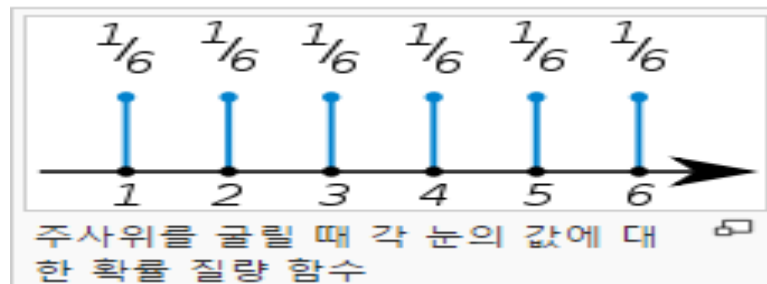 1/6 1/6 1/6 1/6 1/6 1/6
1 2 3 4 5 6
주사위를 굴릴 때 각 눈의 값에 대
한 확률 질량 함수